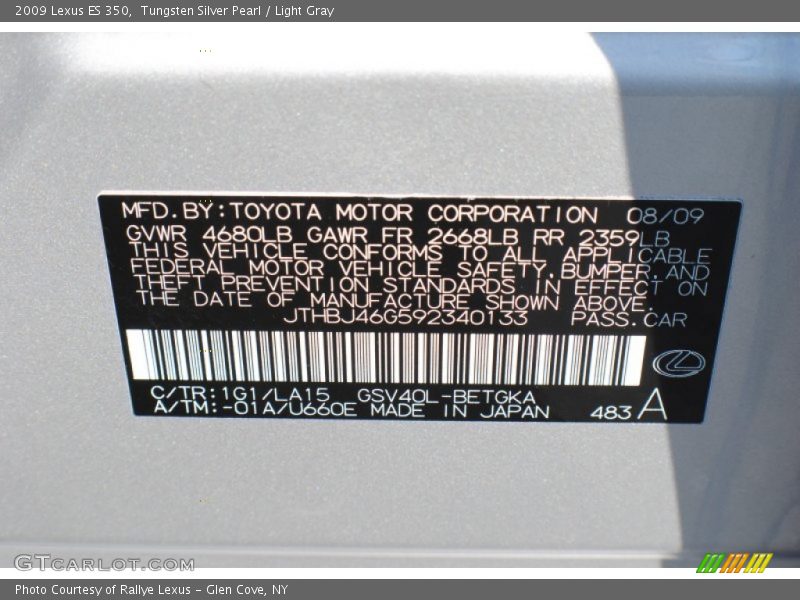 2009 Lexus ES 350,  Tungsten Silver Pearl / Light Gray
MFD.BY:TOYOTA MOTOR CORPORATION 08/09
GVWR 4680LB GAWR FR 2668LB RR 2359LB
THIS VEHICLE CONFORMS TO ALL APPLICABLE
FEDERAL MOTOR VEHICLE SAFETY, BUMPER, AND
THEFT PREVENTION STANDARDS IN EFFECT ON
THE DATE OF MANUFACTURE SHOWN ABOVE.
JTHBJ46G592340133 PASS.CAR
C/TR:1G1/LA15 GSV40L-BETGKA
A/TM:-01A/U660E MADE IN JAPAN 483 A
GTCARLOT.COM
Photo Courtesy of Rallye Lexus – Glen Cove, NY